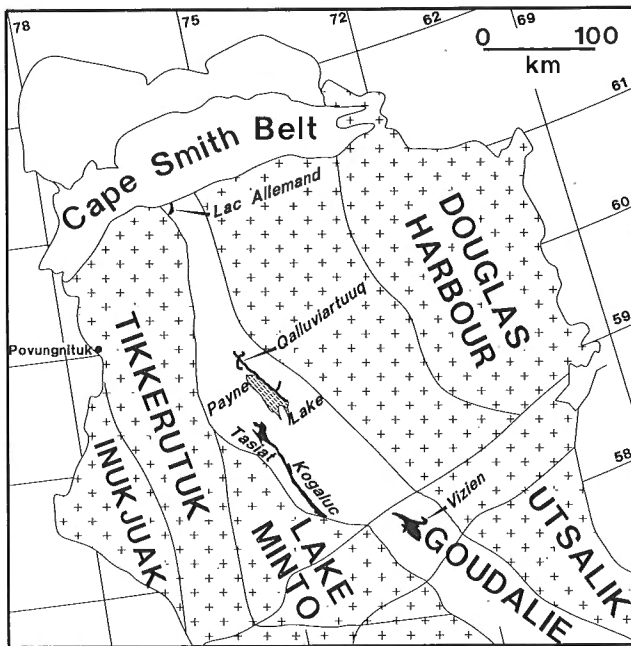 78
75
72
62
69
0 100
km
61
Cape Smith Belt
Lac Allemand
60
DOUGLAS
HARBOUR
Qalluviartuuq
59
TIKKERUTUK
Povungnituk
Payne
Lake
Tasiat
Kogaluc
58
INUKJUAK
LAKE
MINTO
Vizien
GOUDALIE
UTSALIK